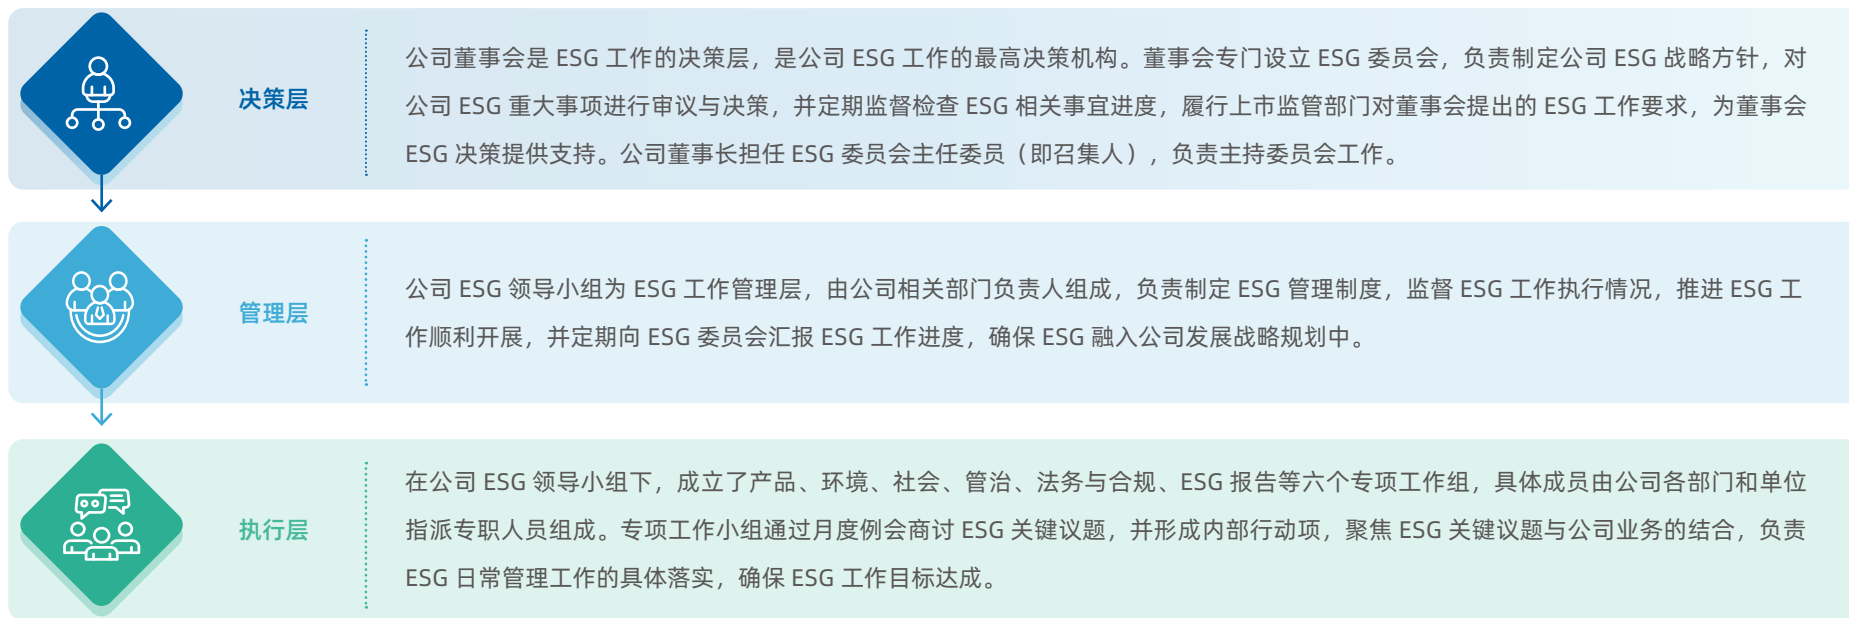 决策层
公司董事会是 ESG 工作的决策层，是公司 ESG 工作的最高决策机构。董事会专门设立 ESG 委员会，负责制定公司 ESG 战略方针，对
公司 ESG 重大事项进行审议与决策，并定期监督检查 ESG 相关事宜进度，履行上市监管部门对董事会提出的 ESG 工作要求，为董事会
ESG 决策提供支持。公司董事长担任 ESG 委员会主任委员（即召集人），负责主持委员会工作。
管理层
公司 ESG 领导小组为 ESG 工作管理层，由公司相关部门负责人组成，负责制定 ESG 管理制度，监督 ESG 工作执行情况，推进 ESG 工
作顺利开展，并定期向 ESG 委员会汇报 ESG 工作进度，确保 ESG 融入公司发展战略规划中。
执行层
在公司 ESG 领导小组下，成立了产品、环境、社会、管治、法务与合规、ESG 报告等六个专项工作组，具体成员由公司各部门和单位
指派专职人员组成。专项工作小组通过月度例会商讨 ESG 关键议题，并形成内部行动项，聚焦 ESG 关键议题与公司业务的结合，负责
ESG 日常管理工作的具体落实，确保 ESG 工作目标达成。